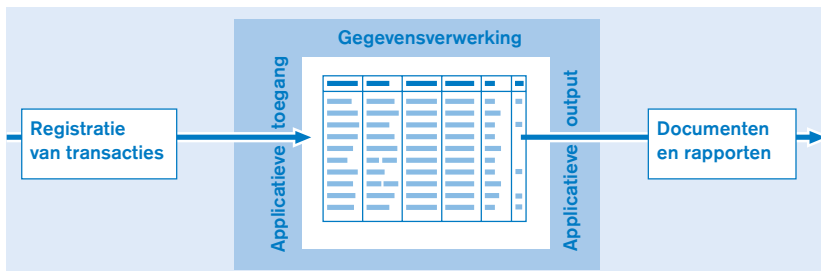 Gegevensverwerking
Registratie
van transacties
Applicatieve toegang
Applicatieve output
Documenten
en rapporten